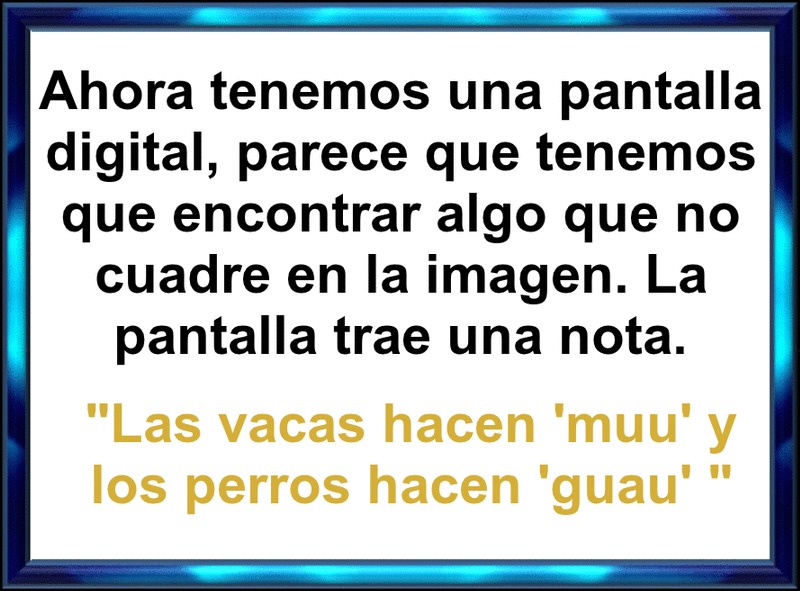 Ahora tenemos una pantalla
digital, parece que tenemos
que encontrar algo que no
cuadre en la imagen. La
pantalla trae una nota.
"Las vacas hacen 'muu' y
los perros hacen 'guau' "